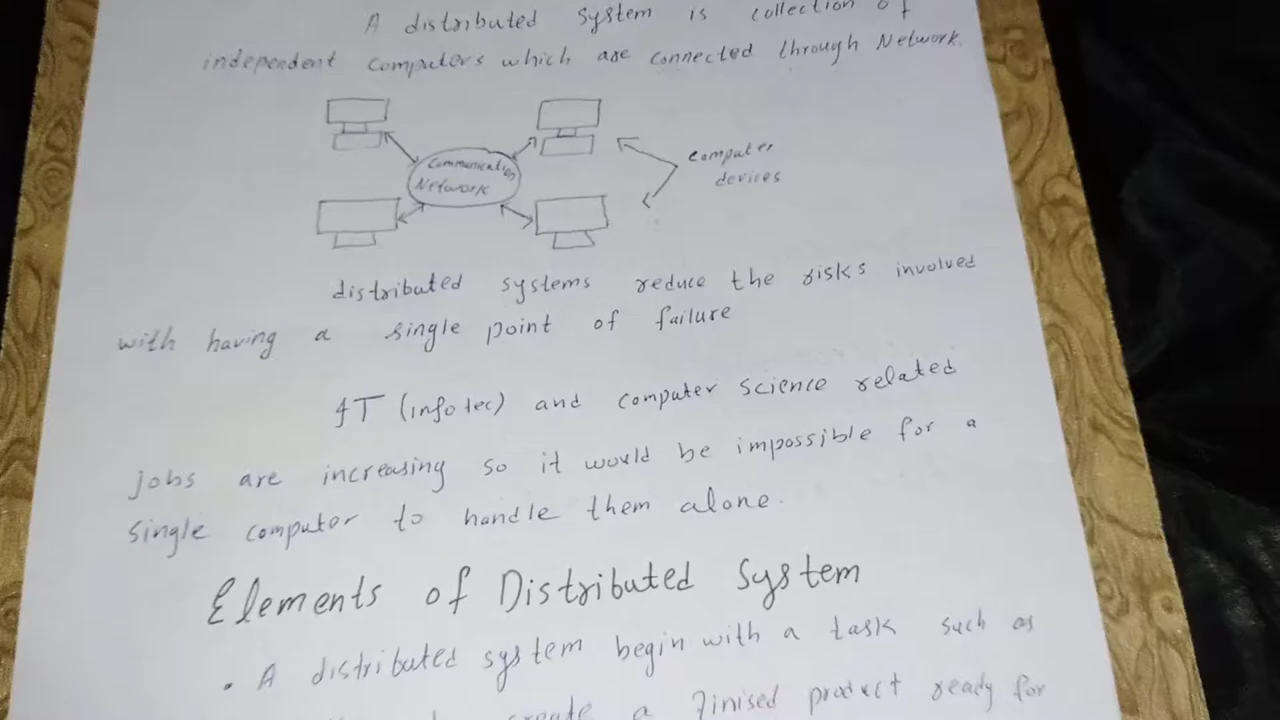 A distributed system is collection of
independent computers which are connected through Network.
Communication
Network
computer
devices
distributed systems reduce the risks involved
with having a single point of failure
IT (infotec) and computer science related
jobs are increasing so it would be impossible for a
single computer to handle them alone.
Elements of Distributed System
• A distributed system begin with a task such as
create a finised product ready for